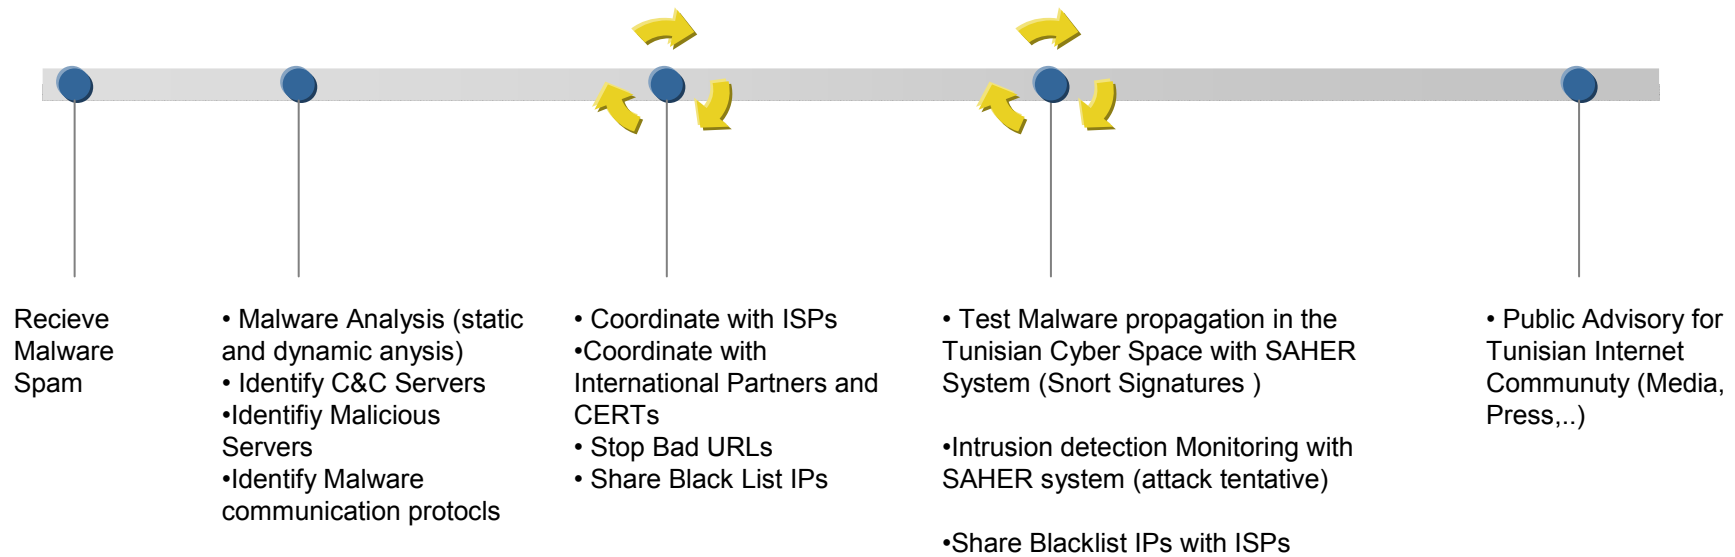 Recieve
Malware
Spam
• Malware Analysis (static
and dynamic anysis)
• Identify C&C Servers
•Identifiy Malicious
Servers
•Identify Malware
communication protocls
• Coordinate with ISPs
•Coordinate with
International Partners and
CERTs
• Stop Bad URLs
• Share Black List IPs
• Test Malware propagation in the
Tunisian Cyber Space with SAHER
System (Snort Signatures )
•Intrusion detection Monitoring with
SAHER system (attack tentative)
•Share Blacklist IPs with ISPs
• Public Advisory for
Tunisian Internet
Communuty (Media,
Press,..)